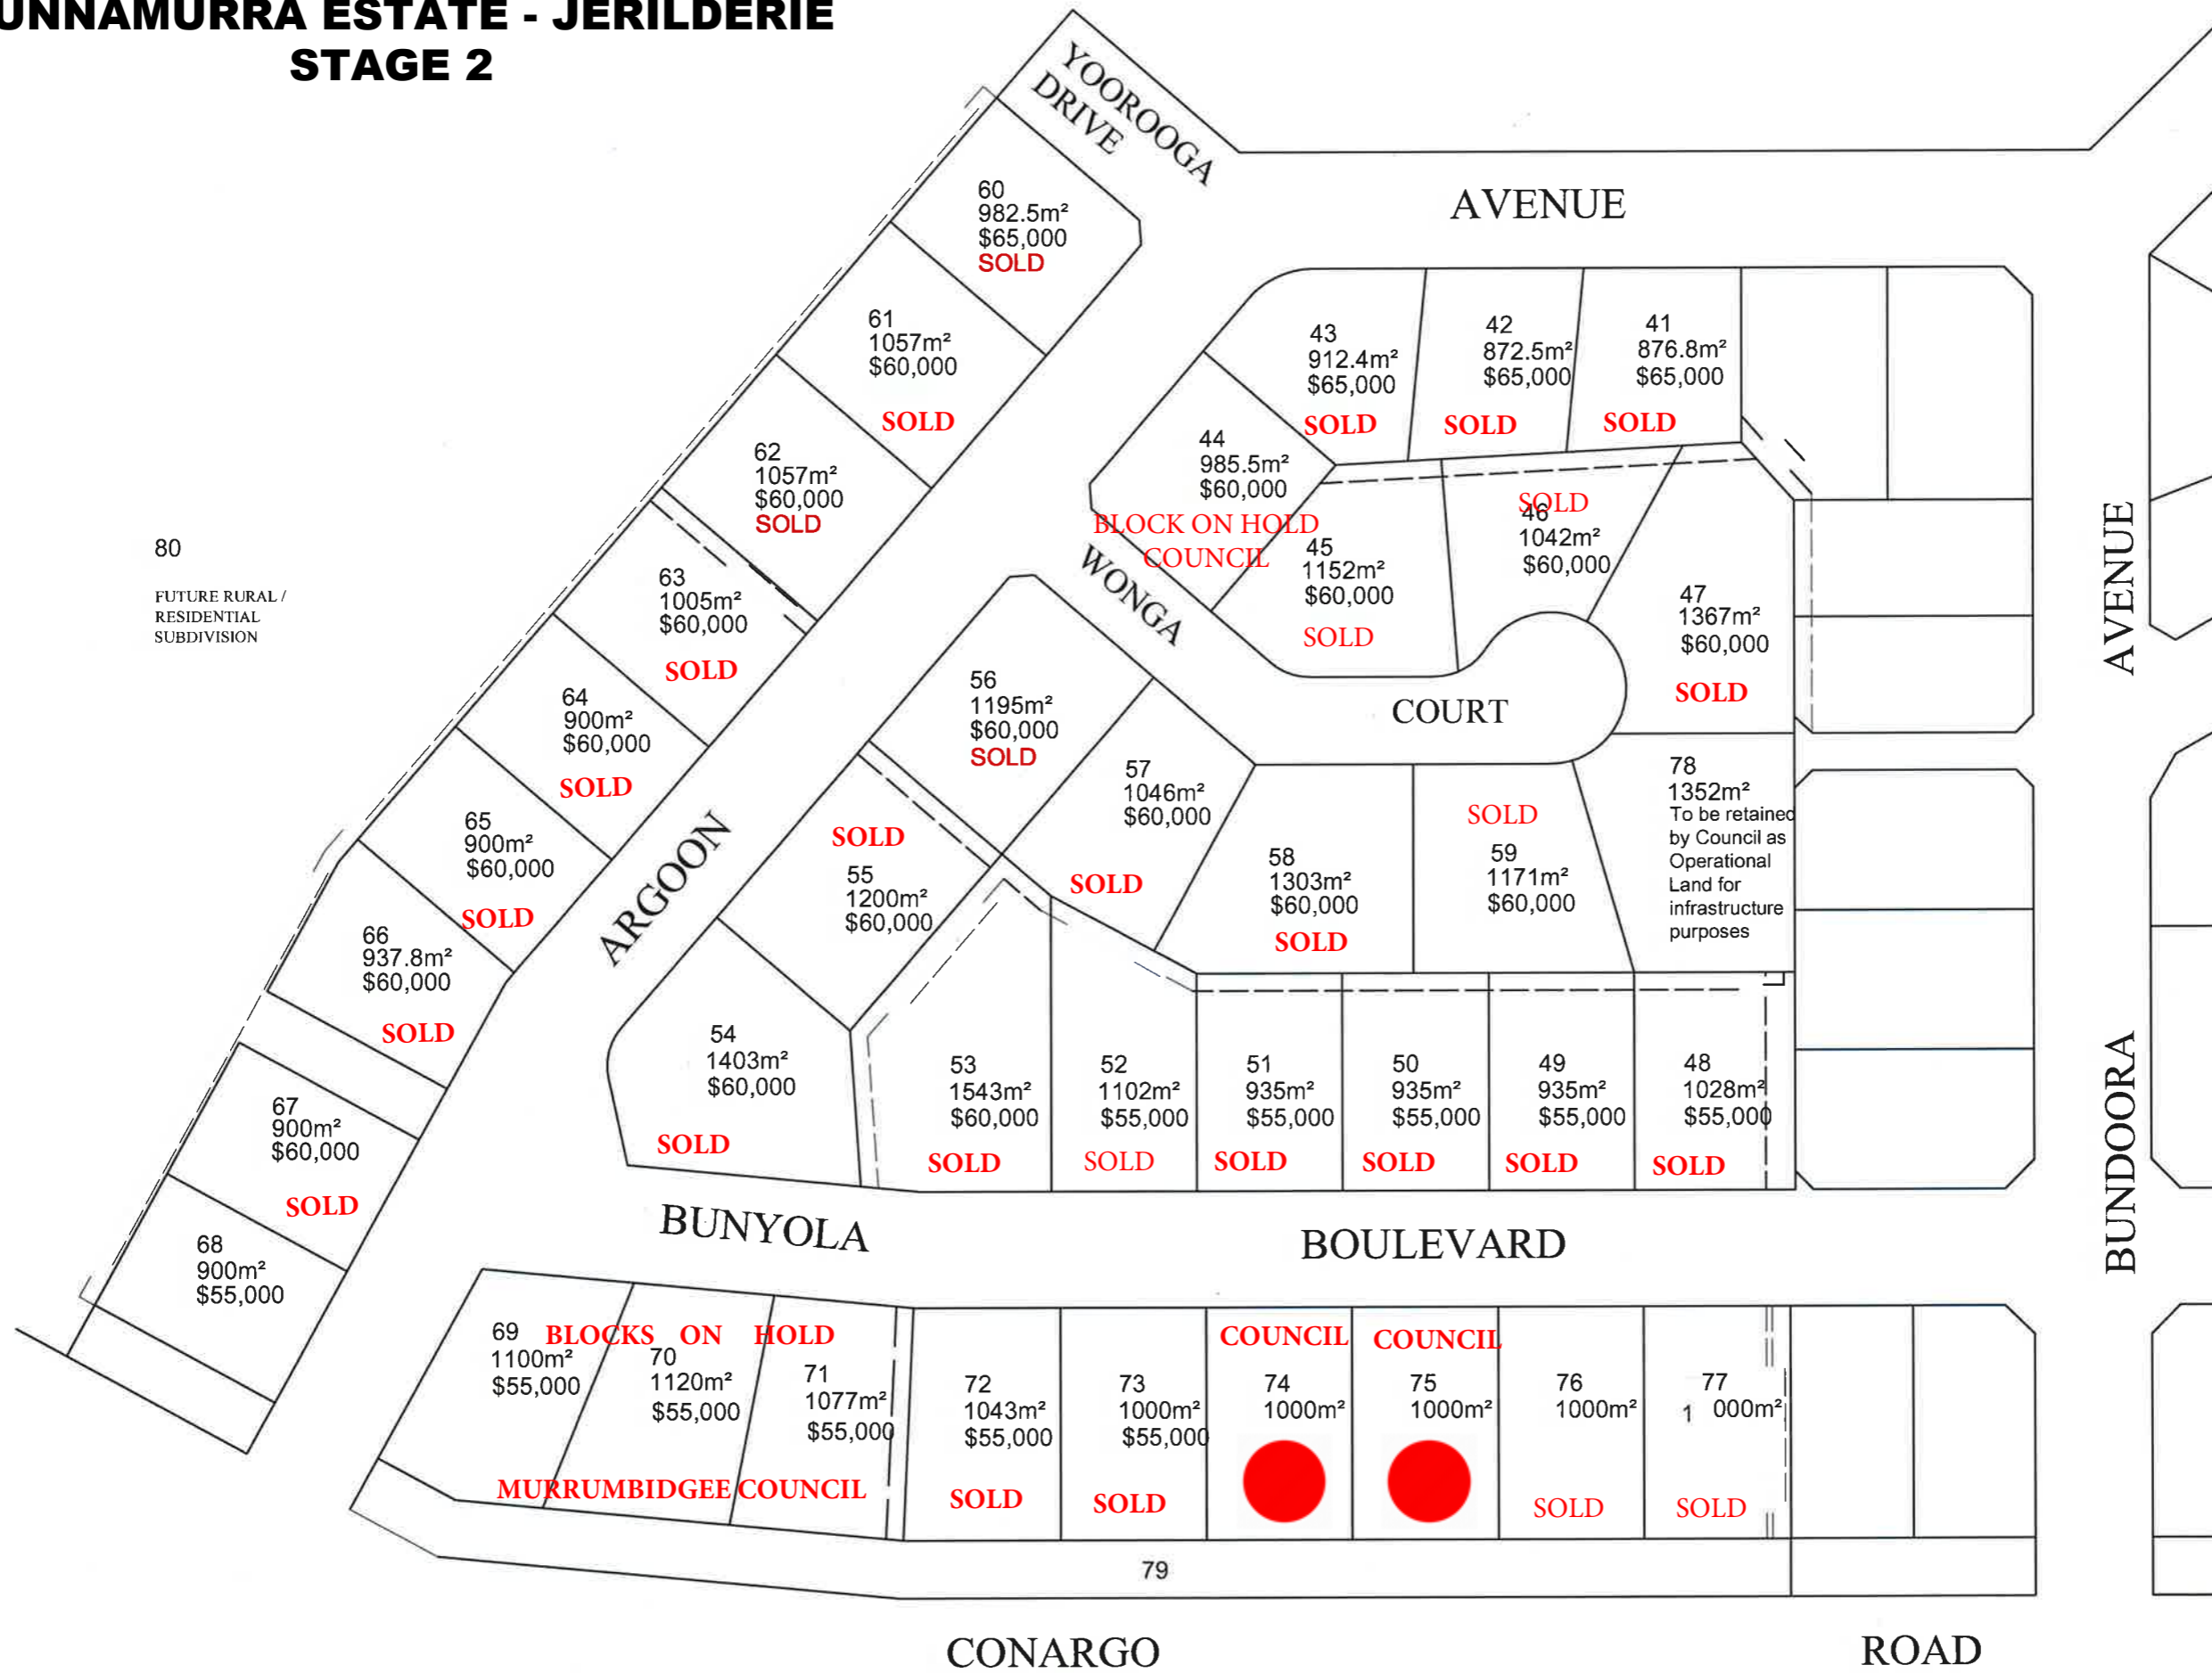 UNNAMURRA ESTATE - JERILDERIE
STAGE 2
YOOROOGA
DRIVE
AVENUE
60
982.5m²
$65,000
SOLD
61
1057m²
$60,000
SOLD
62
1057m²
$60,000
SOLD
63
1005m²
$60,000
SOLD
64
900m²
$60,000
SOLD
65
900m²
$60,000
SOLD
66
937.8m²
$60,000
SOLD
67
900m²
$60,000
SOLD
68
900m²
$55,000
80
FUTURE RURAL /
RESIDENTIAL
SUBDIVISION
43
912.4m²
$65,000
SOLD
42
872.5m²
$65,000
SOLD
41
876.8m²
$65,000
SOLD
44
985.5m²
$60,000
BLOCK ON HOLD
COUNCIL
45
1152m²
$60,000
SOLD
SOLD
46
1042m²
$60,000
47
1367m²
$60,000
SOLD
WONGA
COURT
56
1195m²
$60,000
SOLD
57
1046m²
$60,000
SOLD
58
1303m²
$60,000
SOLD
SOLD
59
1171m²
$60,000
78
1352m²
To be retained
by Council as
Operational
Land for
infrastructure
purposes
ARGOON
SOLD
55
1200m²
$60,000
54
1403m²
$60,000
SOLD
53
1543m²
$60,000
SOLD
52
1102m²
$55,000
SOLD
51
935m²
$55,000
SOLD
50
935m²
$55,000
SOLD
49
935m²
$55,000
SOLD
48
1028m²
$55,000
SOLD
AVENUE
BUNDOORA
BUNYOLA
BOULEVARD
BLOCKS ON HOLD
69
1100m²
$55,000
70
1120m²
$55,000
71
1077m²
$55,000
MURRUMBIDGEE COUNCIL
72
1043m²
$55,000
SOLD
73
1000m²
$55,000
SOLD
COUNCIL
74
1000m²
COUNCIL
75
1000m²
76
1000m²
SOLD
77
1 000m²
SOLD
79
CONARGO
ROAD